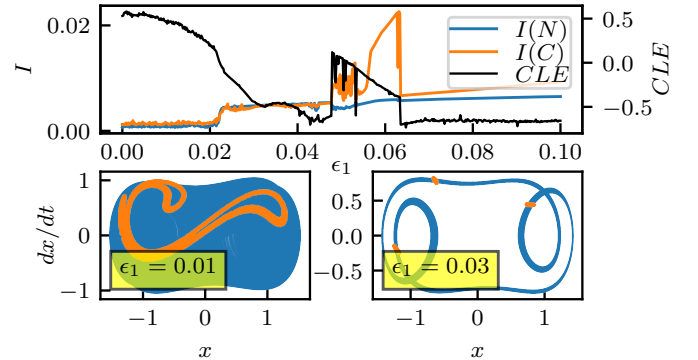 0.02
0.00
I
I(N)
I(C)
CLE
0.5
0.0
−0.5
CLE
0.00 0.02 0.04 0.06 0.08 0.10
ϵ₁
1
0
−1
dx/dt
ϵ₁ = 0.01
−1 0 1
x
0.5
0.0
−0.5
ϵ₁ = 0.03
−1 0 1
x